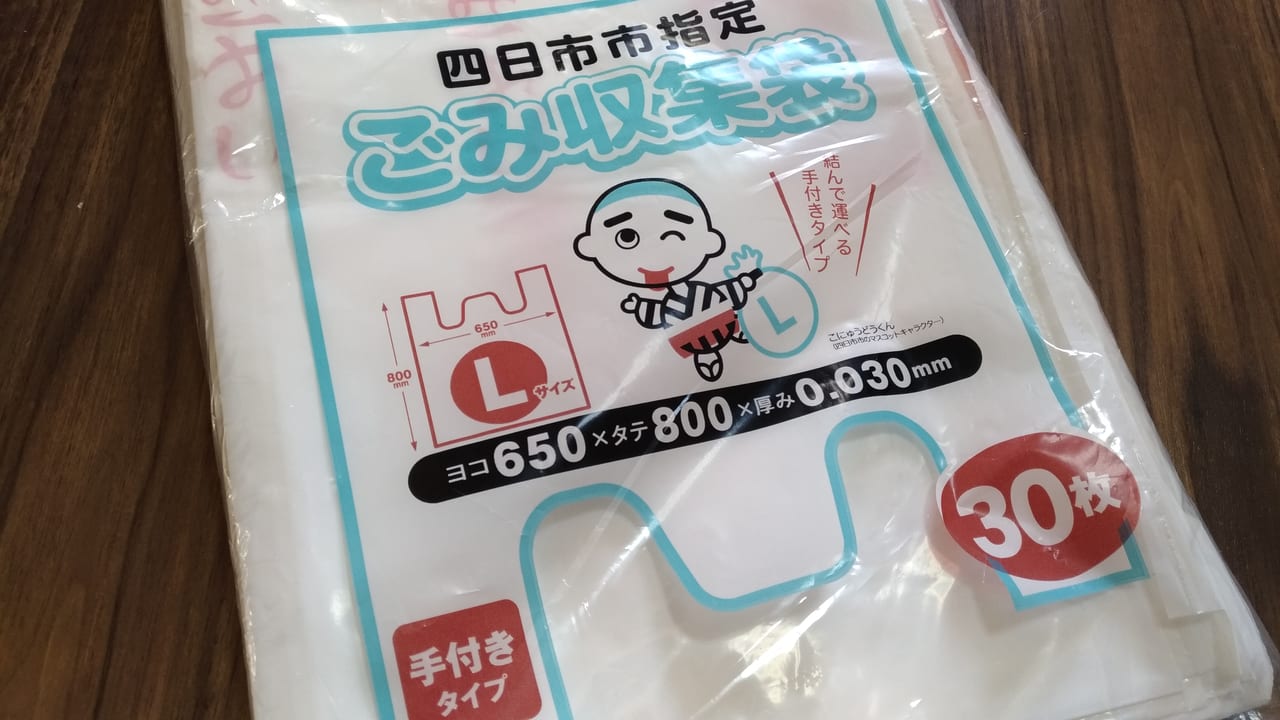 四日市市指定
ごみ収集袋
結んで運べる
手付きタイプ
650
mm
800
mm
Lサイズ
L
こにゅうどうくん
(四日市市のマスコットキャラクター)
ヨコ650×タテ800×厚み0.030mm
30枚
手付き
タイプ